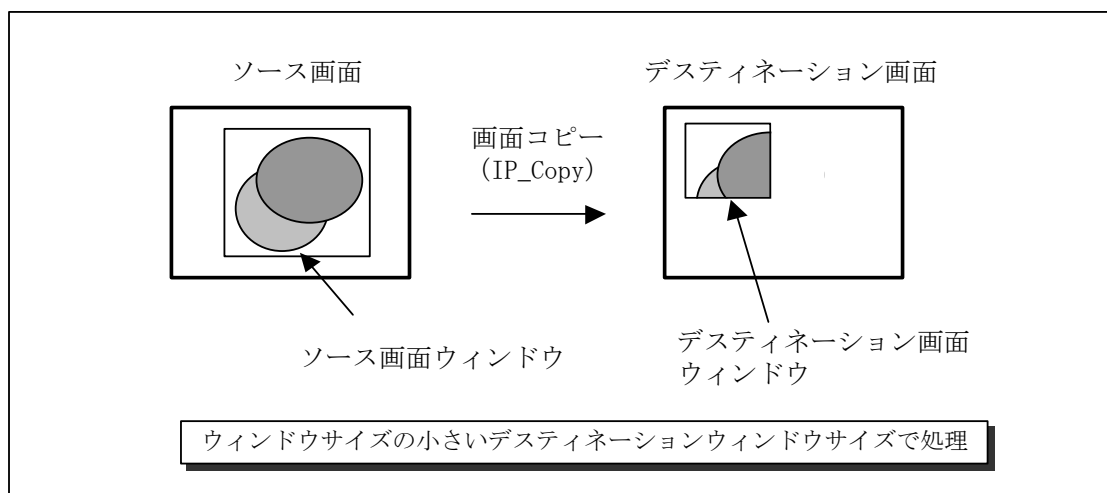 ソース画面
デスティネーション画面
画面コピー
（IP_Copy）
ソース画面ウィンドウ
デスティネーション画面
ウィンドウ
ウィンドウサイズの小さいデスティネーションウィンドウサイズで処理